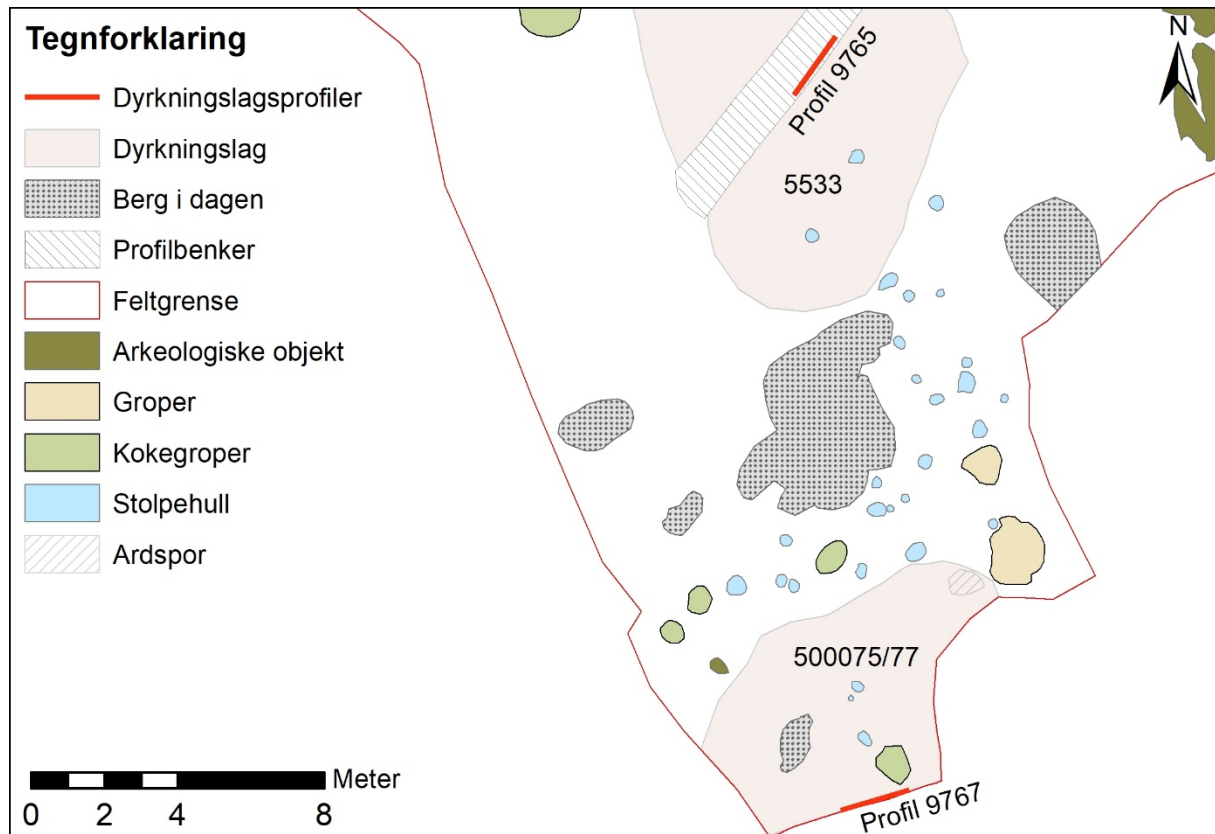 Tegnforklaring
Dyrkningslagsprofiler
Dyrkningslag
Berg i dagen
Profilbenker
Feltgrense
Arkeologiske objekt
Groper
Kokegroper
Stolpehull
Ardspor
Meter
0 2 4 8
N
Profil 9765
5533
500075/77
Profil 9767